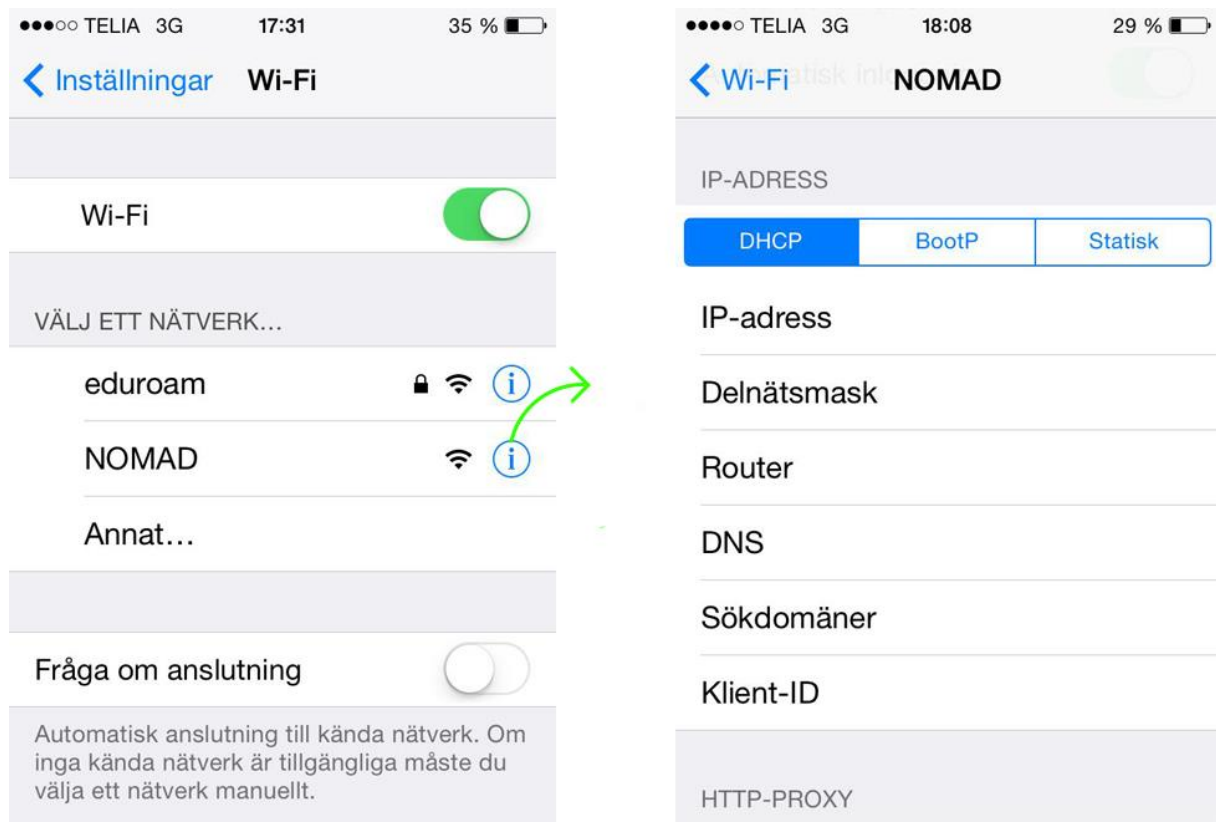 TELIA 3G 17:31 35 %
Inställningar Wi-Fi
Wi-Fi
VÄLJ ETT NÄTVERK...
eduroam
NOMAD
Annat...
Fråga om anslutning
Automatisk anslutning till kända nätverk. Om
inga kända nätverk är tillgängliga måste du
välja ett nätverk manuellt.
TELIA 3G 18:08 29 %
Wi-Fi NOMAD
IP-ADRESS
DHCP BootP Statisk
IP-adress
Delnätsmask
Router
DNS
Sökdomäner
Klient-ID
HTTP-PROXY